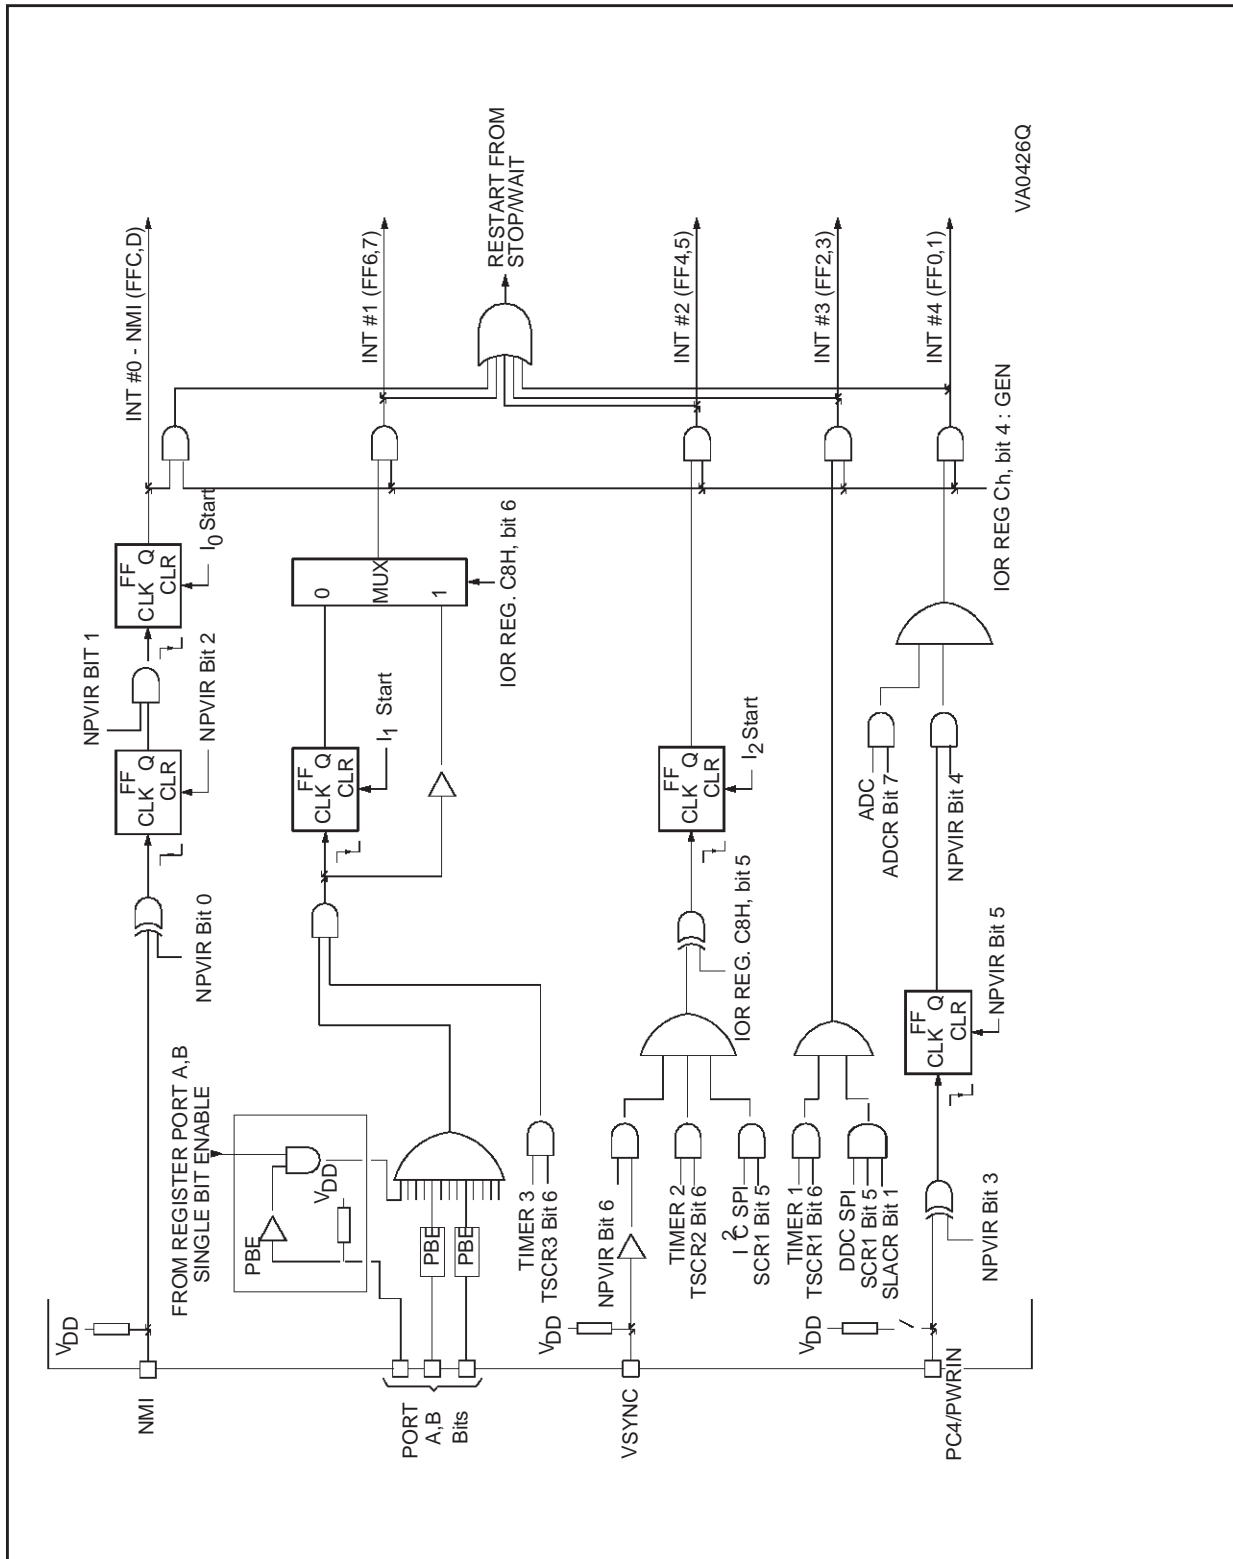 NMI
VDD
NPVIR Bit 0
FF
CLK Q
CLR
NPVIR Bit 2
NPVIR BIT 1
FF
CLK Q
CLR
I0 Start
INT #0 - NMI (FFC,D)
FROM REGISTER PORT A,B
SINGLE BIT ENABLE
PBE
VDD
PORT
A,B
Bits
PBE
PBE
TIMER 3
TSCR3 Bit 6
FF
CLK Q
CLR
I1 Start
0
MUX
1
IOR REG. C8H, bit 6
INT #1 (FF6,7)
RESTART FROM
STOP/WAIT
VSYNC
VDD
NPVIR Bit 6
TIMER 2
TSCR2 Bit 6
I2C SPI
SCR1 Bit 5
IOR REG. C8H, bit 5
FF
CLK Q
CLR
I2 Start
INT #2 (FF4,5)
TIMER 1
TSCR1 Bit 6
DDC SPI
SCR1 Bit 5
SLACR Bit 1
INT #3 (FF2,3)
PC4/PWRIN
VDD
NPVIR Bit 3
FF
CLK Q
CLR
NPVIR Bit 5
ADC
ADCR Bit 7
NPVIR Bit 4
INT #4 (FF0,1)
IOR REG Ch, bit 4 : GEN
VA0426Q